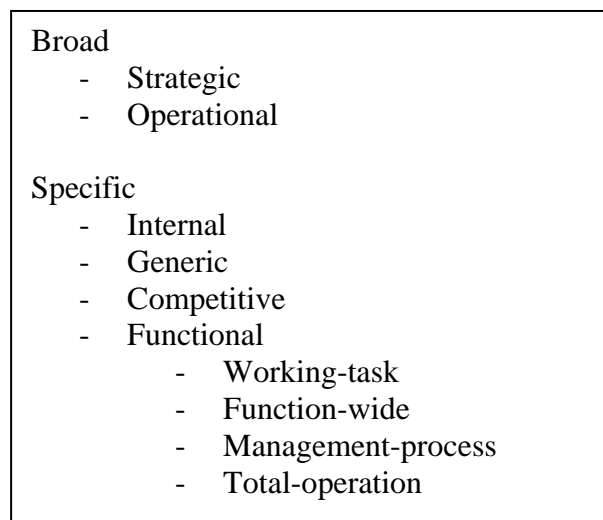 Broad
- Strategic
- Operational
Specific
- Internal
- Generic
- Competitive
- Functional
- Working-task
- Function-wide
- Management-process
- Total-operation